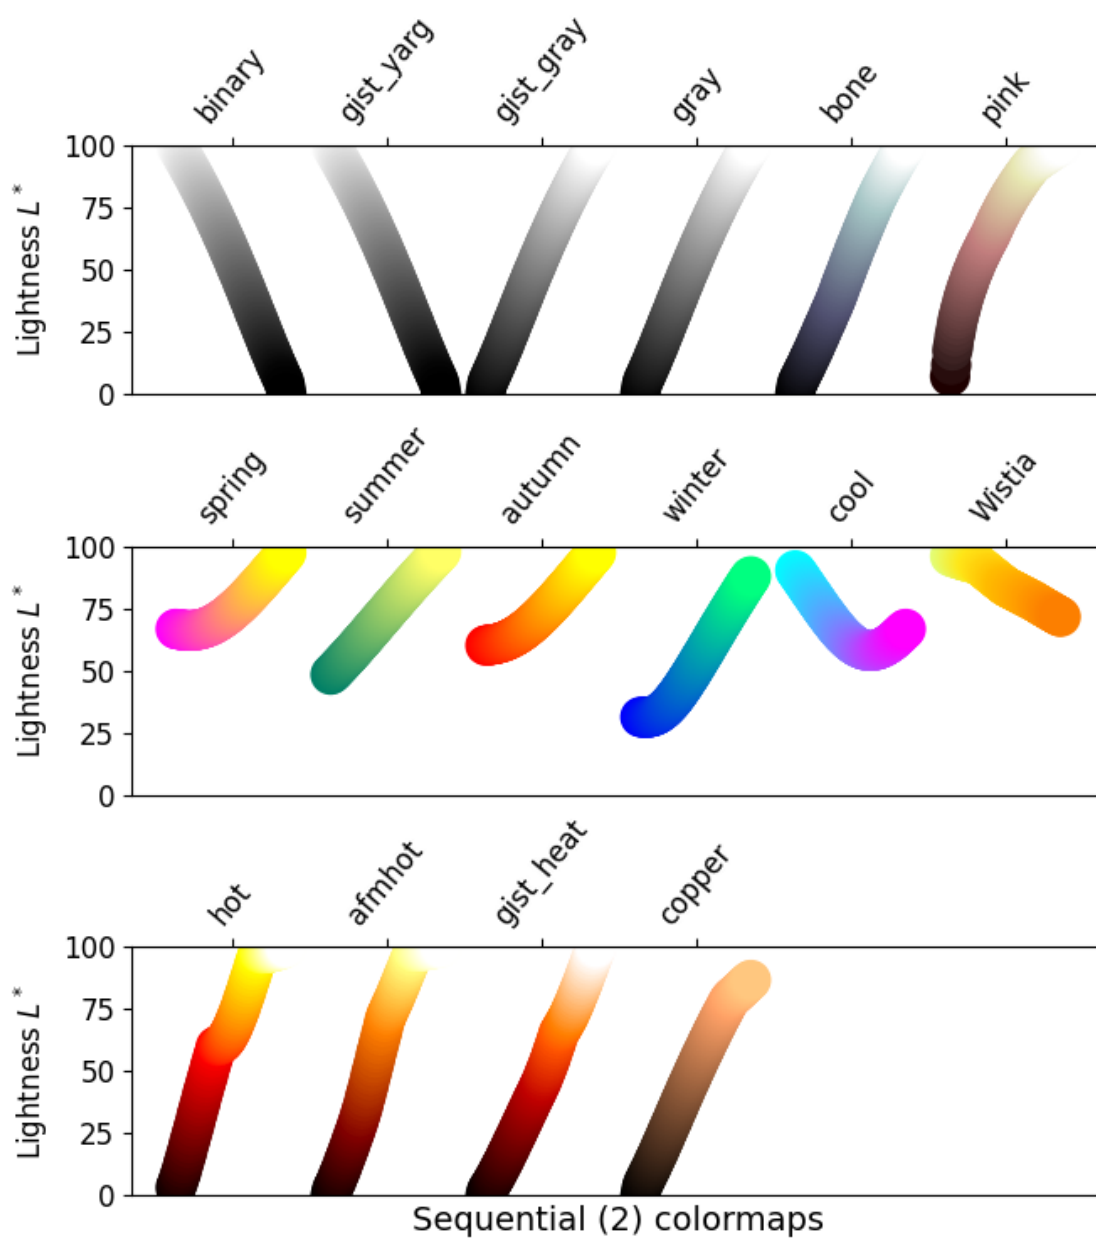 binary gist_yarg gist_gray gray bone pink
100
75
50
25
0
Lightness L*
spring summer autumn winter cool Wistia
100
75
50
25
0
Lightness L*
hot afmhot gist_heat copper
100
75
50
25
0
Lightness L*
Sequential (2) colormaps